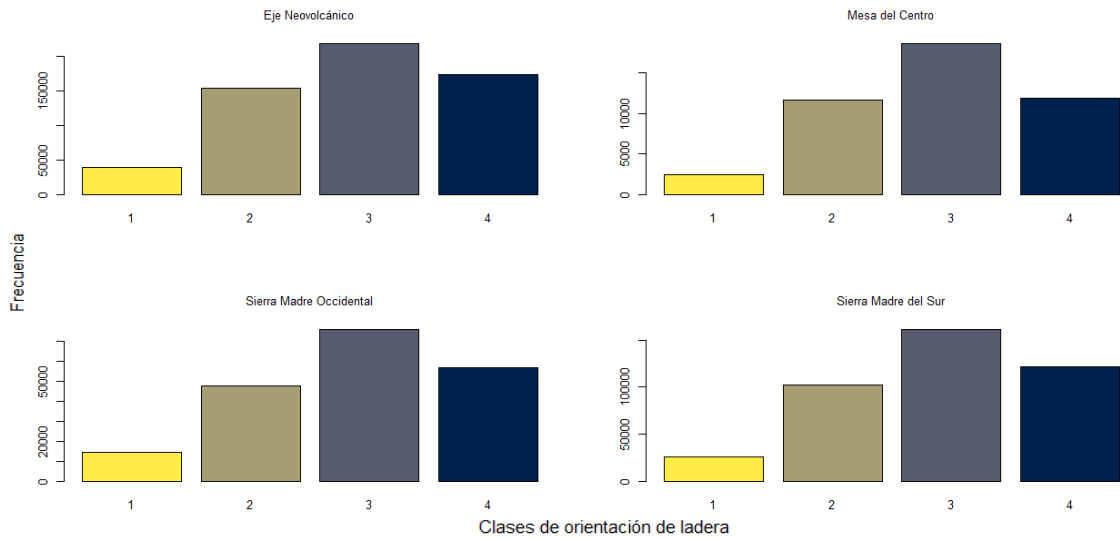 Eje Neovolcánico
150000
50000
0
1 2 3 4
Mesa del Centro
10000
5000
0
1 2 3 4
Frecuencia
Sierra Madre Occidental
50000
20000
0
1 2 3 4
Sierra Madre del Sur
100000
50000
0
1 2 3 4
Clases de orientación de ladera